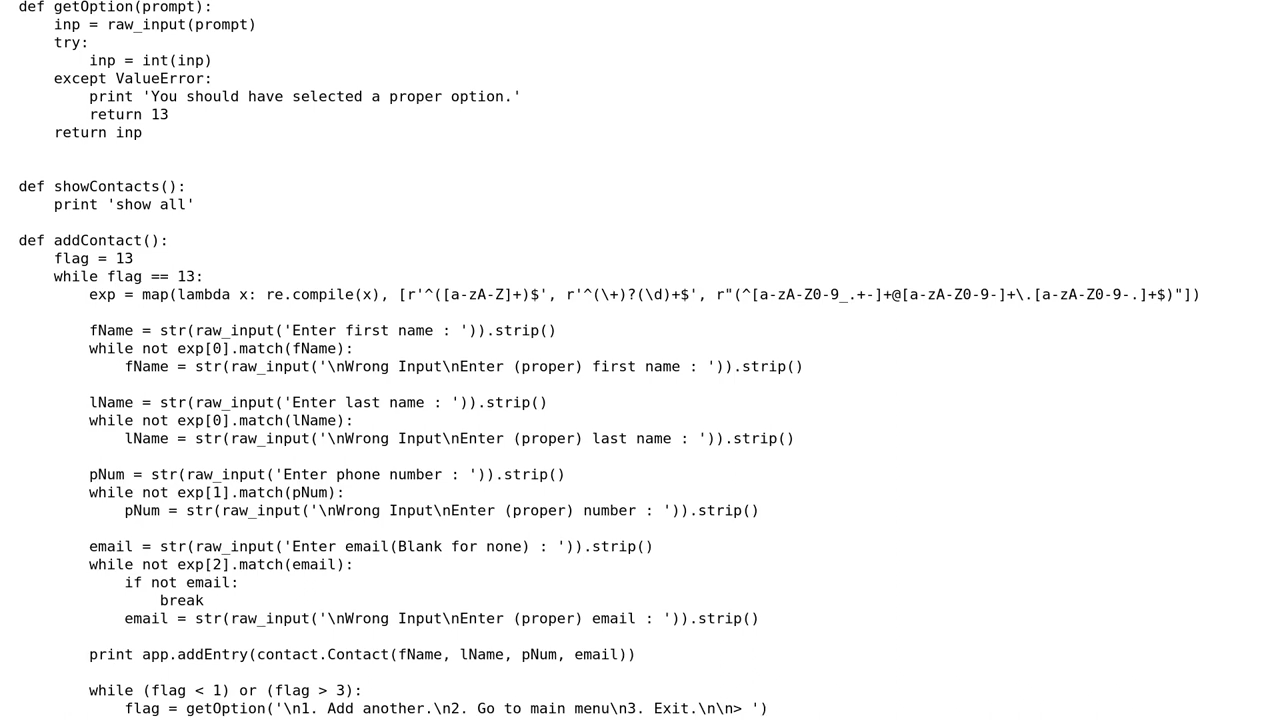 def getOption(prompt):
    inp = raw_input(prompt)
    try:
        inp = int(inp)
    except ValueError:
        print 'You should have selected a proper option.'
        return 13
    return inp


def showContacts():
    print 'show all'

def addContact():
    flag = 13
    while flag == 13:
        exp = map(lambda x: re.compile(x), [r'^([a-zA-Z]+)$', r'^(\+)?(\d)+$', r"(^[a-zA-Z0-9_.+-]+@[a-zA-Z0-9-]+\.[a-zA-Z0-9-.]+$)"])

        fName = str(raw_input('Enter first name : ')).strip()
        while not exp[0].match(fName):
            fName = str(raw_input('\nWrong Input\nEnter (proper) first name : ')).strip()

        lName = str(raw_input('Enter last name : ')).strip()
        while not exp[0].match(lName):
            lName = str(raw_input('\nWrong Input\nEnter (proper) last name : ')).strip()

        pNum = str(raw_input('Enter phone number : ')).strip()
        while not exp[1].match(pNum):
            pNum = str(raw_input('\nWrong Input\nEnter (proper) number : ')).strip()

        email = str(raw_input('Enter email(Blank for none) : ')).strip()
        while not exp[2].match(email):
            if not email:
                break
            email = str(raw_input('\nWrong Input\nEnter (proper) email : ')).strip()

        print app.addEntry(contact.Contact(fName, lName, pNum, email))

        while (flag < 1) or (flag > 3):
            flag = getOption('\n1. Add another.\n2. Go to main menu\n3. Exit.\n\n> ')